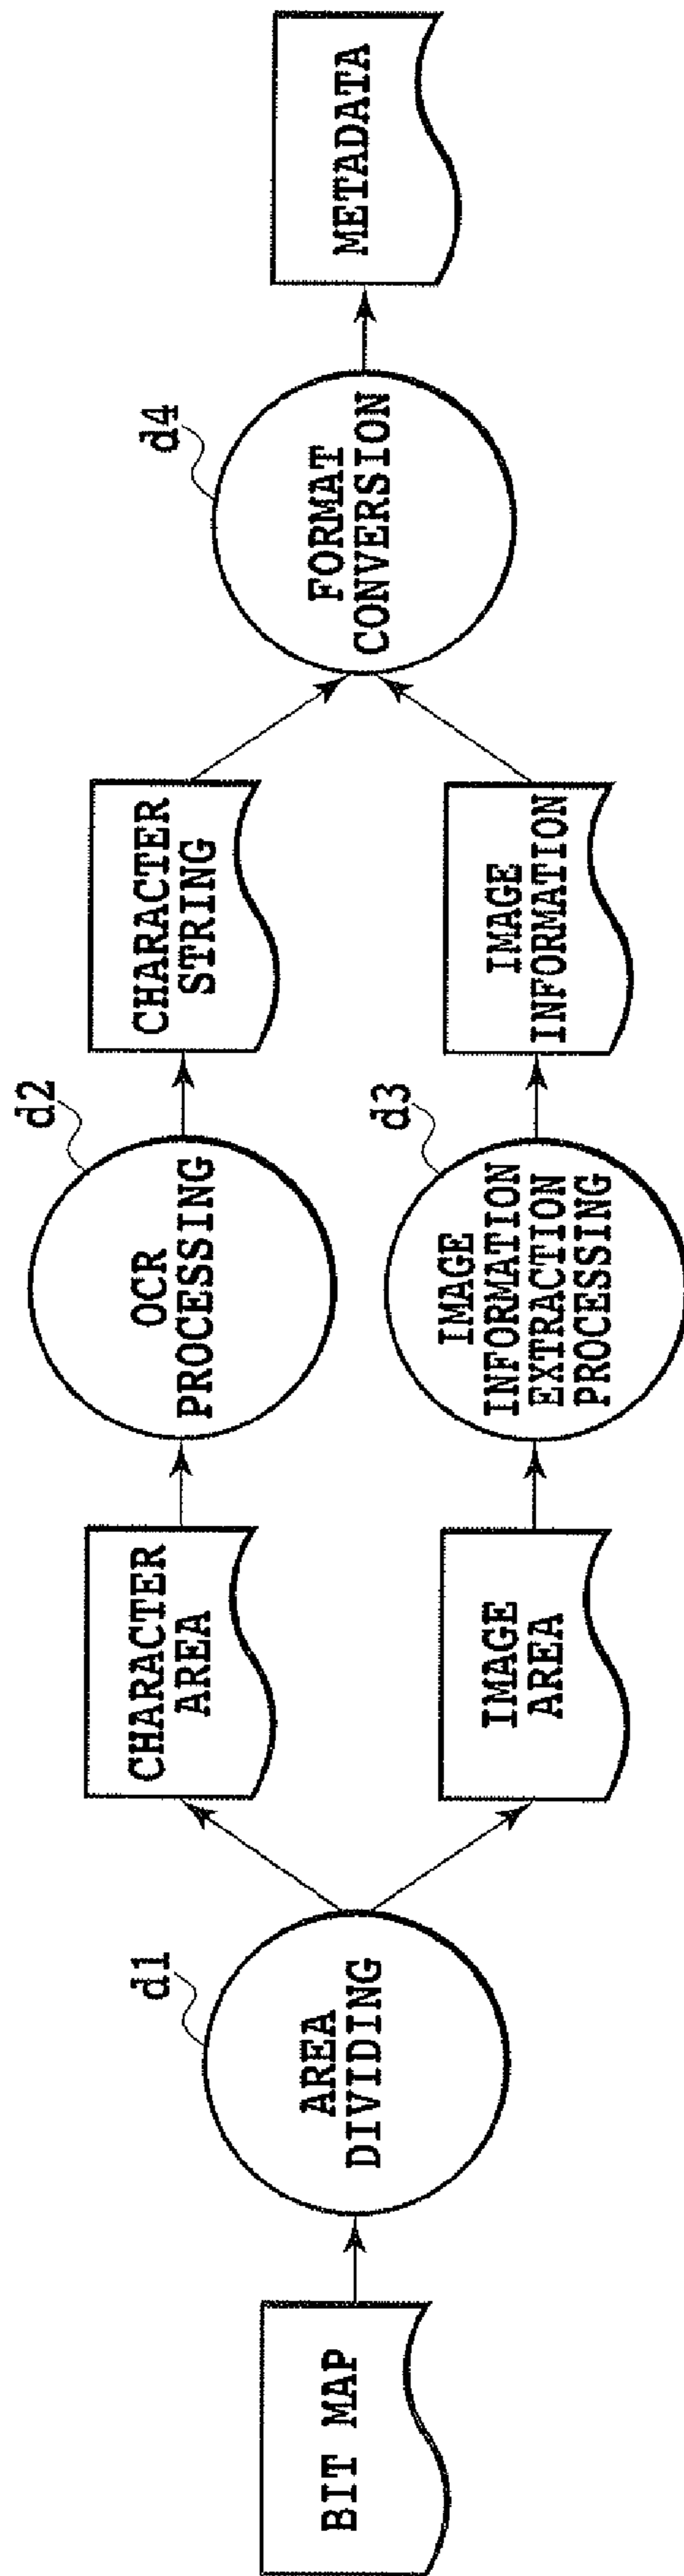 BIT MAP
d1
AREA
DIVIDING
CHARACTER
AREA
d2
OCR
PROCESSING
CHARACTER
STRING
IMAGE
AREA
d3
IMAGE
INFORMATION
EXTRACTION
PROCESSING
IMAGE
INFORMATION
d4
FORMAT
CONVERSION
METADATA